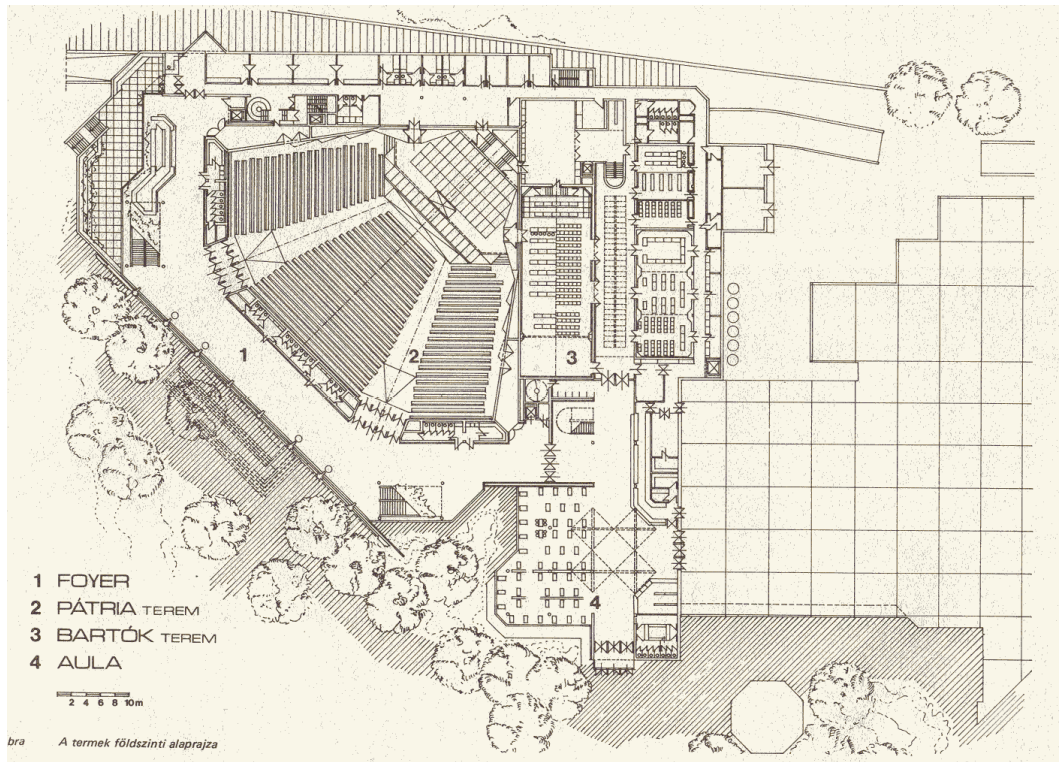 1
2
3
4
1 FOYER
2 PÁTRIA TEREM
3 BARTÓK TEREM
4 AULA
2 4 6 8 10m
bra A termek földszinti alaprajza